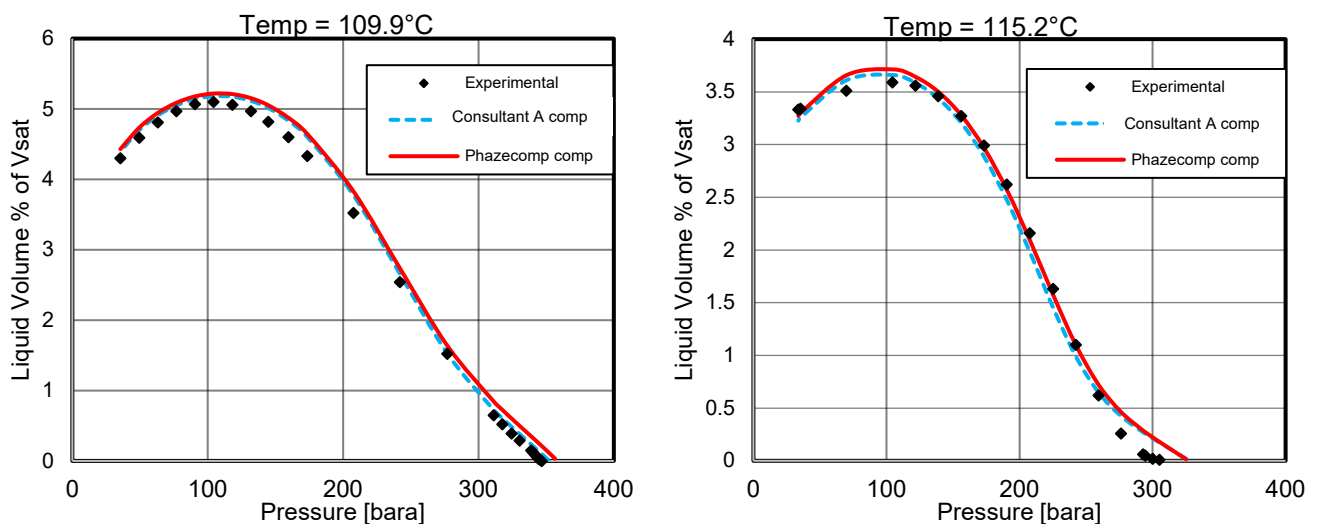 Temp = 109.9°C
6
5
4
3
2
1
0
Liquid Volume % of Vsat
Experimental
Consultant A comp
Phazecomp comp
0
100
200
300
400
Pressure [bara]
Temp = 115.2°C
4
3.5
3
2.5
2
1.5
1
0.5
0
Liquid Volume % of Vsat
Experimental
Consultant A comp
Phazecomp comp
0
100
200
300
400
Pressure [bara]